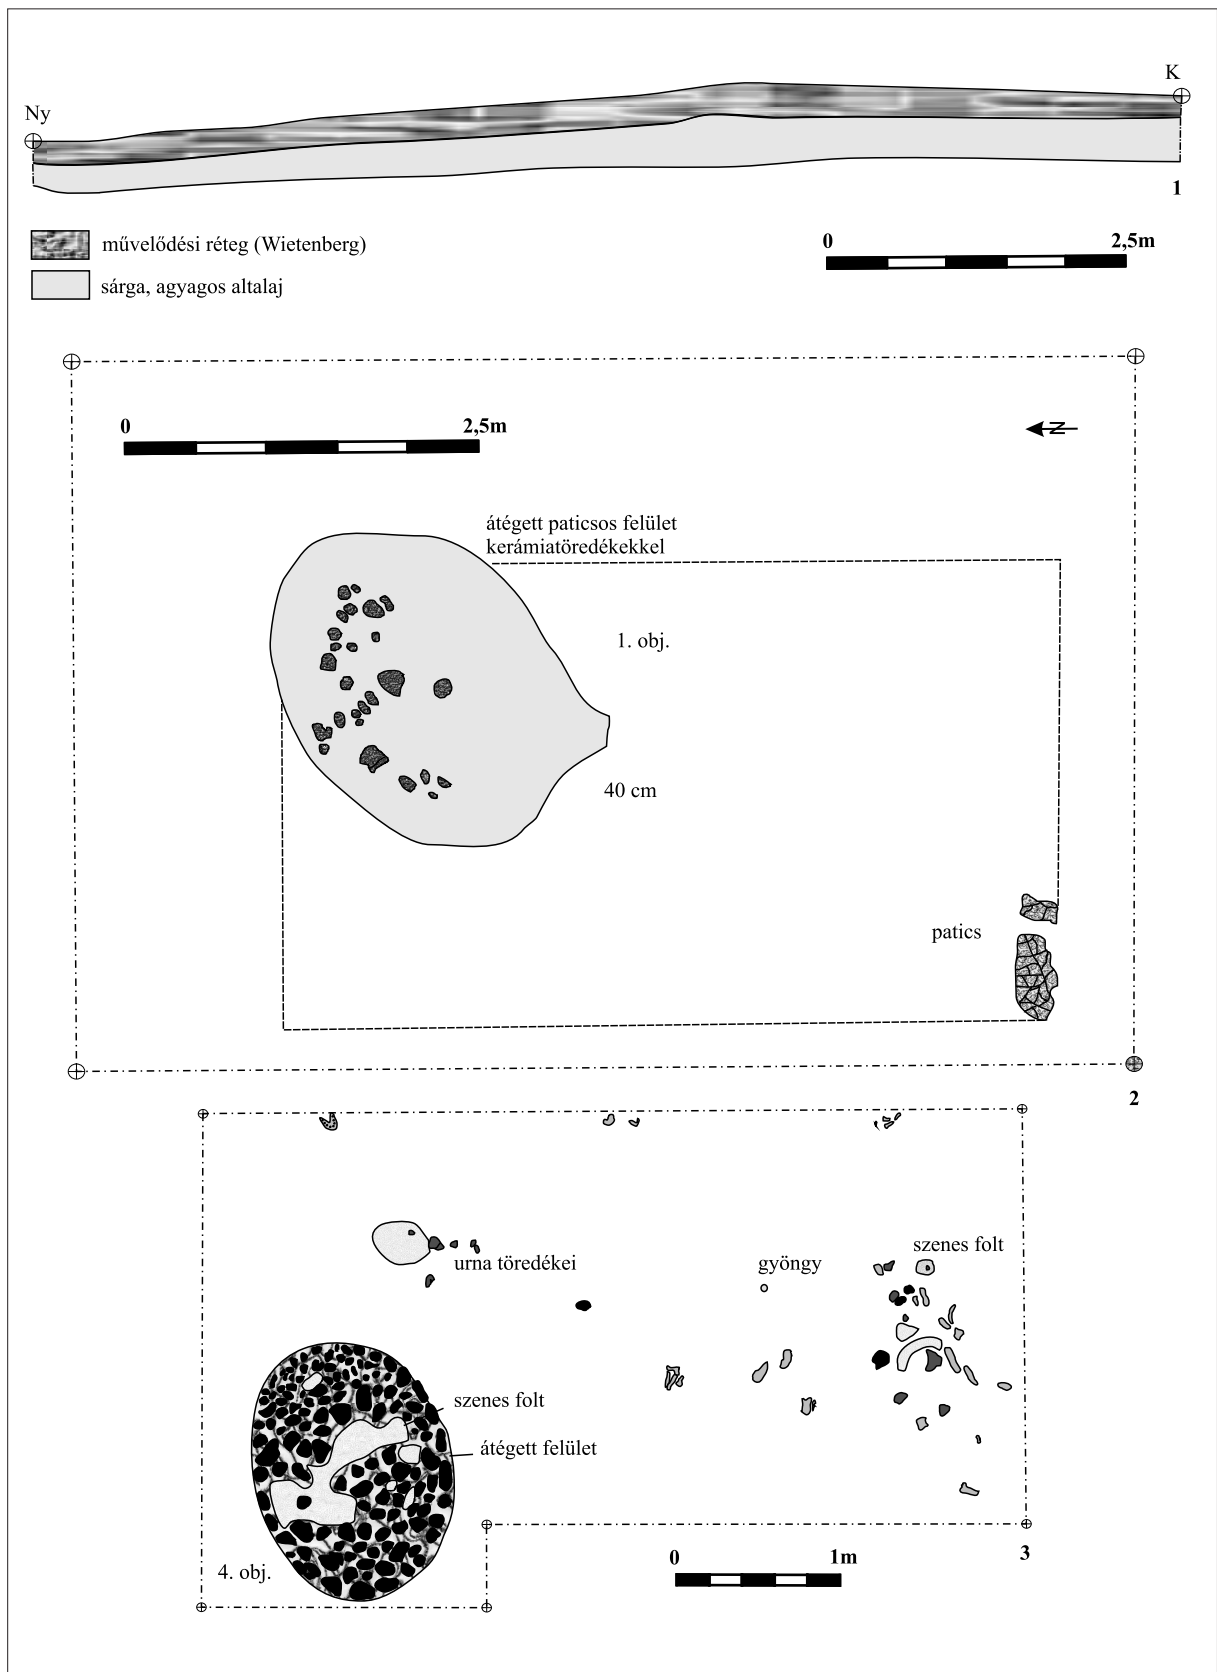 K
Ny
1
művelődési réteg (Wietenberg)
0 2,5m
sárga, agyagos altalaj
0 2,5m
N
átégett paticsos felület
kerámiatöredékekkel
1. obj.
40 cm
patics
2
urna töredékei
gyöngy
szenes folt
szenes folt
átégett felület
4. obj.
0 1m
3